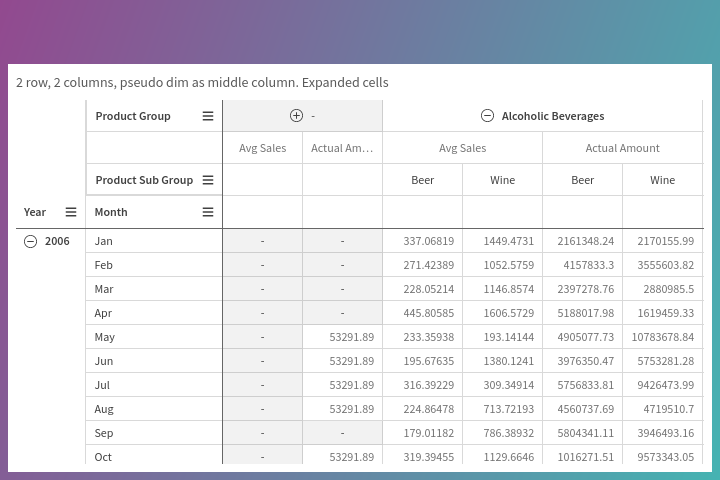 2 row, 2 columns, pseudo dim as middle column. Expanded cells
Product Group - Alcoholic Beverages
Avg Sales Actual Am… Avg Sales Actual Amount
Product Sub Group Beer Wine Beer Wine
Year Month
2006 Jan - - 337.06819 1449.4731 2161348.24 2170155.99
Feb - - 271.42389 1052.5759 4157833.3 3555603.82
Mar - - 228.05214 1146.8574 2397278.76 2880985.5
Apr - - 445.80585 1606.5729 5188017.98 1619459.33
May - 53291.89 233.35938 193.14144 4905077.73 10783678.84
Jun - 53291.89 195.67635 1380.1241 3976350.47 5753281.28
Jul - 53291.89 316.39229 309.34914 5756833.81 9426473.99
Aug - 53291.89 224.86478 713.72193 4560737.69 4719510.7
Sep - - 179.01182 786.38932 5804341.11 3946493.16
Oct - 53291.89 319.39455 1129.6646 1016271.51 9573343.05